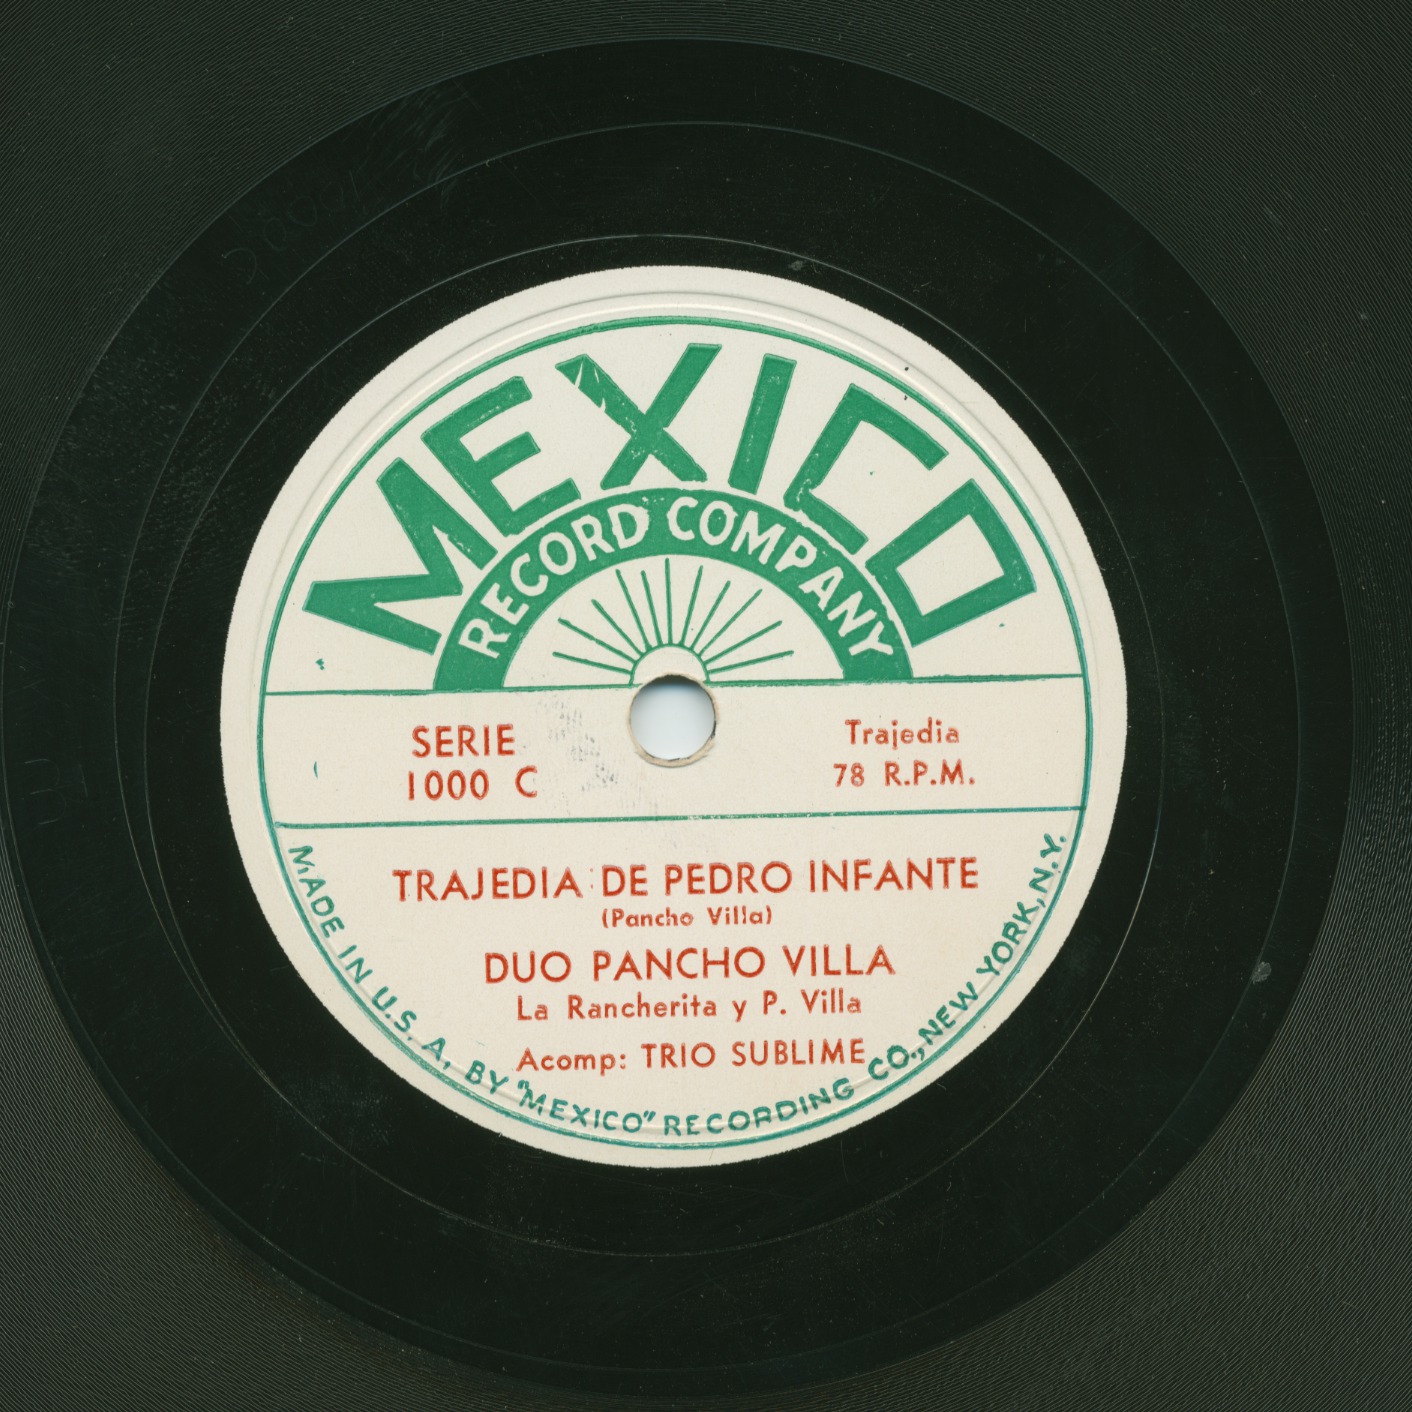 MEXICO
RECORD COMPANY
SERIE
1000 C
Trajedia
78 R.P.M.
TRAJEDIA DE PEDRO INFANTE
(Pancho Villa)
DUO PANCHO VILLA
La Rancherita y P. Villa
Acomp: TRIO SUBLIME
MADE IN U.S. A, BY "MEXICO" RECORDING CO., NEW YORK, N.Y.